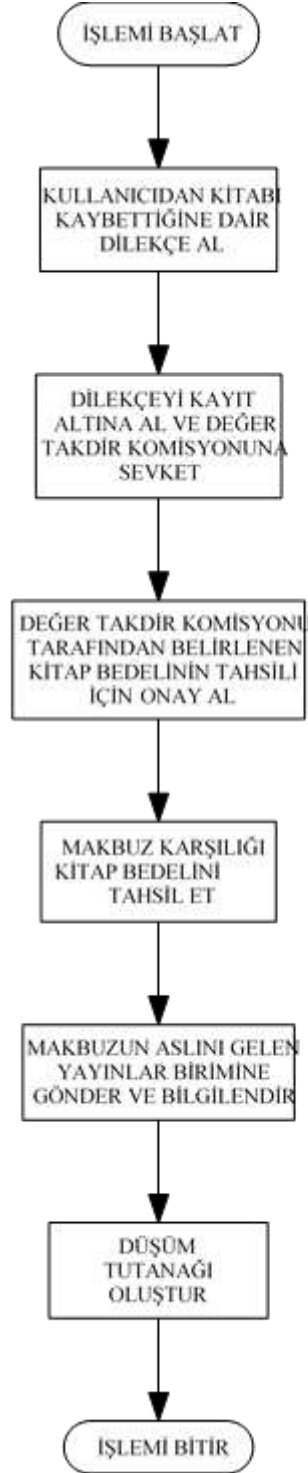 İŞLEMİ BAŞLAT
KULLANICIDAN KİTABI
KAYBETTİĞİNE DAİR
DİLEKÇE AL
DİLEKÇEYİ KAYIT
ALTINA AL VE DEĞER
TAKDİR KOMİSYONUNA
SEVKET
DEĞER TAKDİR KOMİSYONU
TARAFINDAN BELİRLENEN
KİTAP BEDELİNİN TAHSİLİ
İÇİN ONAY AL
MAKBUZ KARŞILIĞI
KİTAP BEDELİNİ
TAHSİL ET
MAKBUZUN ASLINI GELEN
YAYINLAR BİRİMİNE
GÖNDER VE BİLGİLENDİR
DÜŞÜM
TUTANAĞI
OLUŞTUR
İŞLEMİ BİTİR